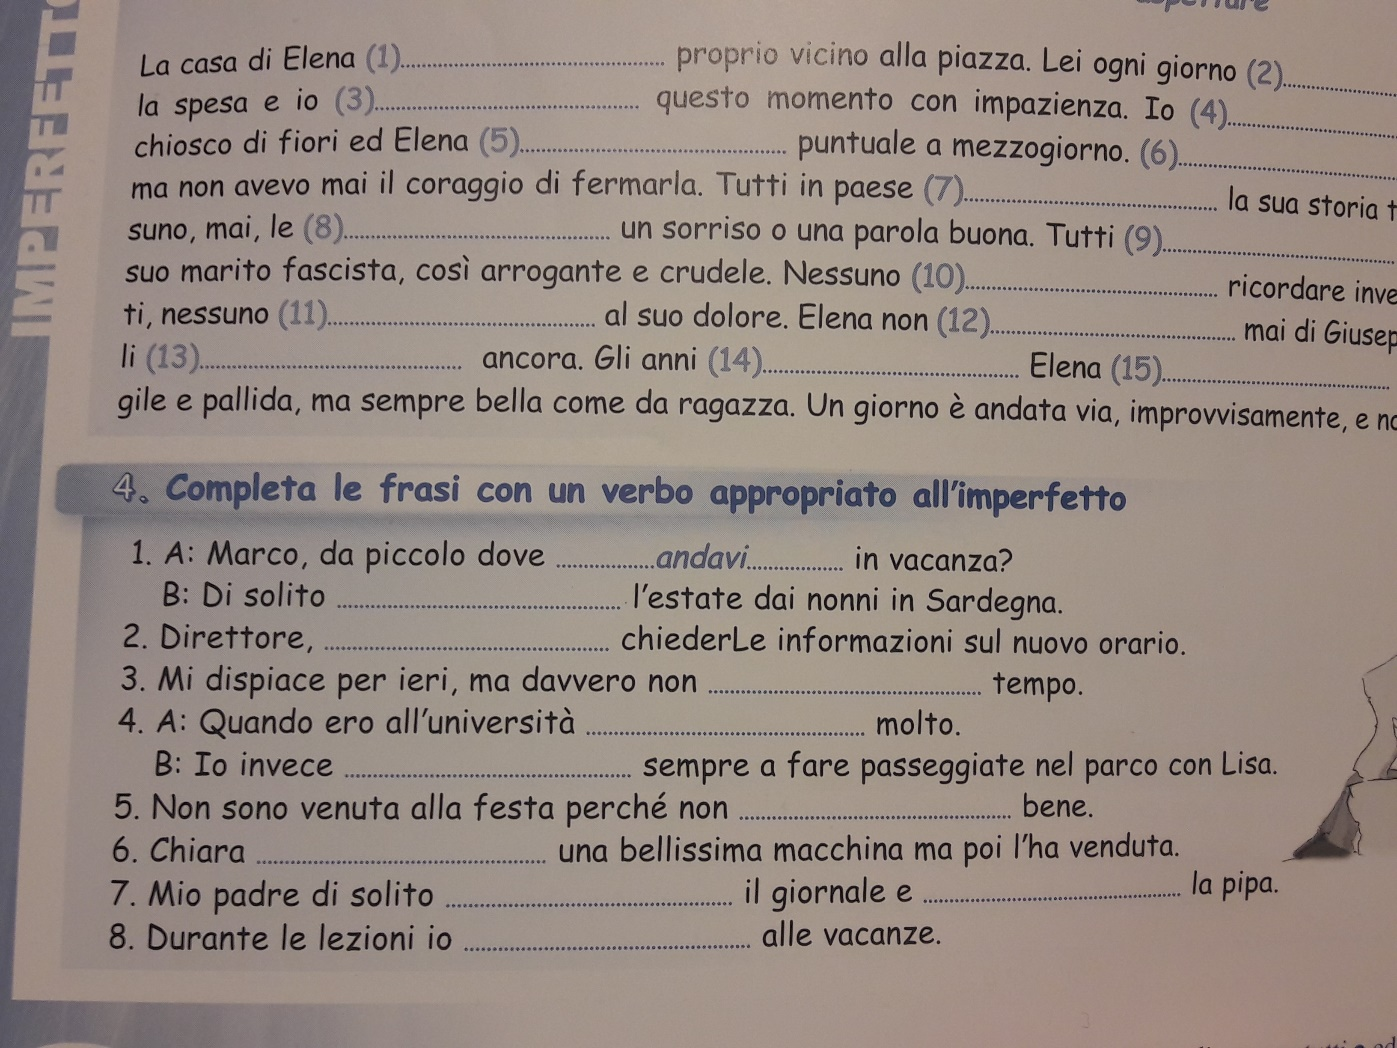 IMPERFETTO
La casa di Elena (1)........ proprio vicino alla piazza. Lei ogni giorno (2)........
la spesa e io (3)........ questo momento con impazienza. Io (4)........
chiosco di fiori ed Elena (5)........ puntuale a mezzogiorno. (6)........
ma non avevo mai il coraggio di fermarla. Tutti in paese (7)........ la sua storia t
suno, mai, le (8)........ un sorriso o una parola buona. Tutti (9)........
suo marito fascista, così arrogante e crudele. Nessuno (10)........ ricordare inve
ti, nessuno (11)........ al suo dolore. Elena non (12)........ mai di Giusep
li (13)........ ancora. Gli anni (14)........ Elena (15)........
gile e pallida, ma sempre bella come da ragazza. Un giorno è andata via, improvvisamente, e no
4. Completa le frasi con un verbo appropriato all'imperfetto
1. A: Marco, da piccolo dove ........andavi........ in vacanza?
B: Di solito ........ l'estate dai nonni in Sardegna.
2. Direttore, ........ chiederLe informazioni sul nuovo orario.
3. Mi dispiace per ieri, ma davvero non ........ tempo.
4. A: Quando ero all'università ........ molto.
B: Io invece ........ sempre a fare passeggiate nel parco con Lisa.
5. Non sono venuta alla festa perché non ........ bene.
6. Chiara ........ una bellissima macchina ma poi l'ha venduta.
7. Mio padre di solito ........ il giornale e ........ la pipa.
8. Durante le lezioni io ........ alle vacanze.